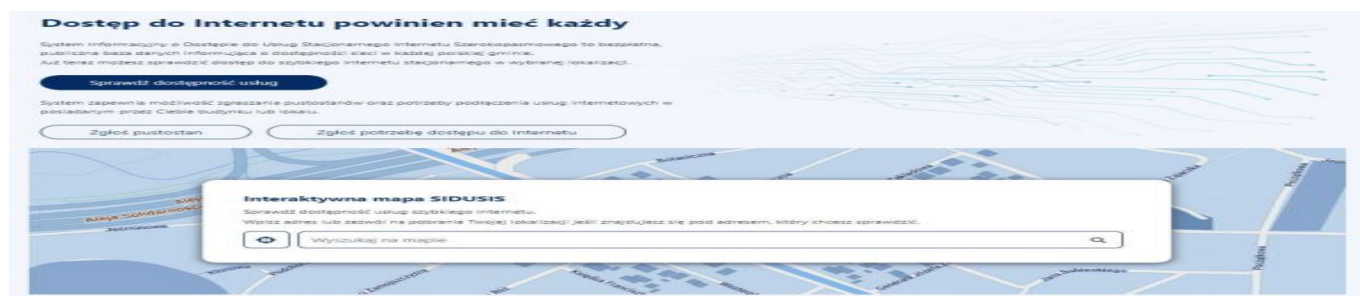 Dostęp do Internetu powinien mieć każdy
System Informacyjny o Dostępie do Usług Stacjonarnego Internetu Szerokopasmowego to bezpłatna,
publiczna baza danych informująca o dostępności sieci w każdej polskiej gminie.
Już teraz możesz sprawdzić dostęp do szybkiego internetu stacjonarnego w wybranej lokalizacji.
Sprawdź dostępność usług
System zapewnia możliwość zgłaszania pustostanów oraz potrzeby podłączenia usług internetowych w
posiadanym przez Ciebie budynku lub lokalu.
Zgłoś pustostan
Zgłoś potrzebę dostępu do Internetu
Botaniczna
Aleja Solidarności
Jaśminowa
Interaktywna mapa SIDUSIS
Sprawdź dostępność usług szybkiego internetu.
Wpisz adres lub zezwól na pobranie Twojej lokalizacji jeśli znajdujesz się pod adresem, który chcesz sprawdzić.
Wyszukaj na mapie